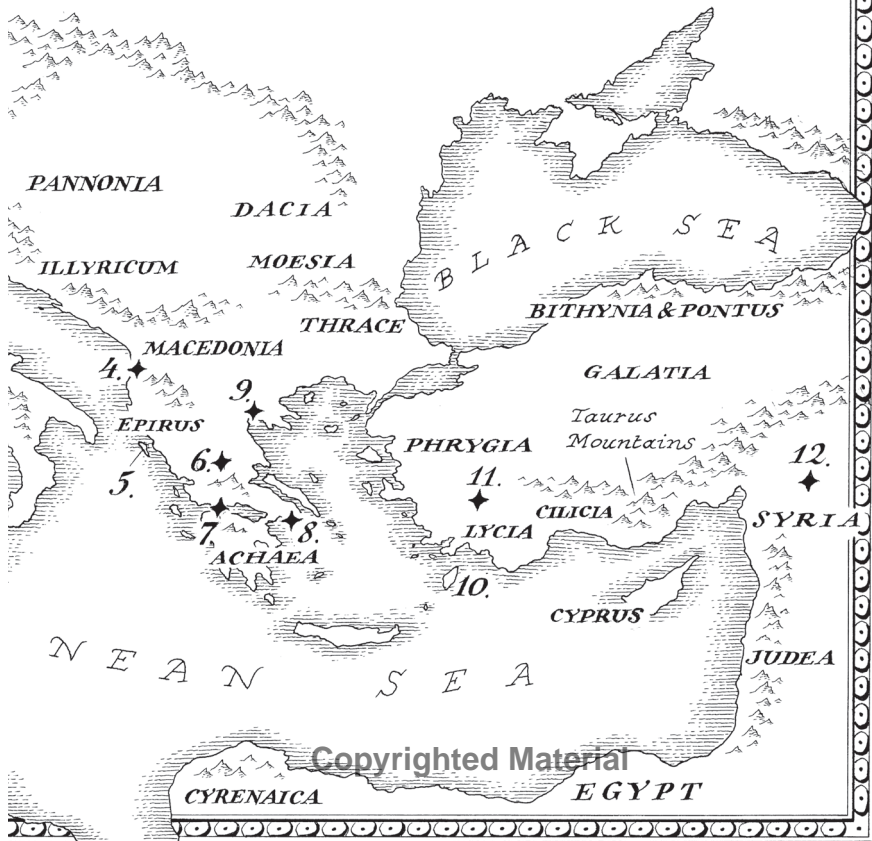 PANNONIA
DACIA
BLACK SEA
ILLYRICUM
MOESIA
THRACE
BITHYNIA & PONTUS
4.
MACEDONIA
GALATIA
9.
Taurus
Mountains
EPIRUS
PHRYGIA
12.
6.
11.
5.
CILICIA
SYRIA
7.
8.
LYCIA
ACHAEA
10.
CYPRUS
NEAN SEA
JUDEA
Copyrighted Material
CYRENAICA
EGYPT